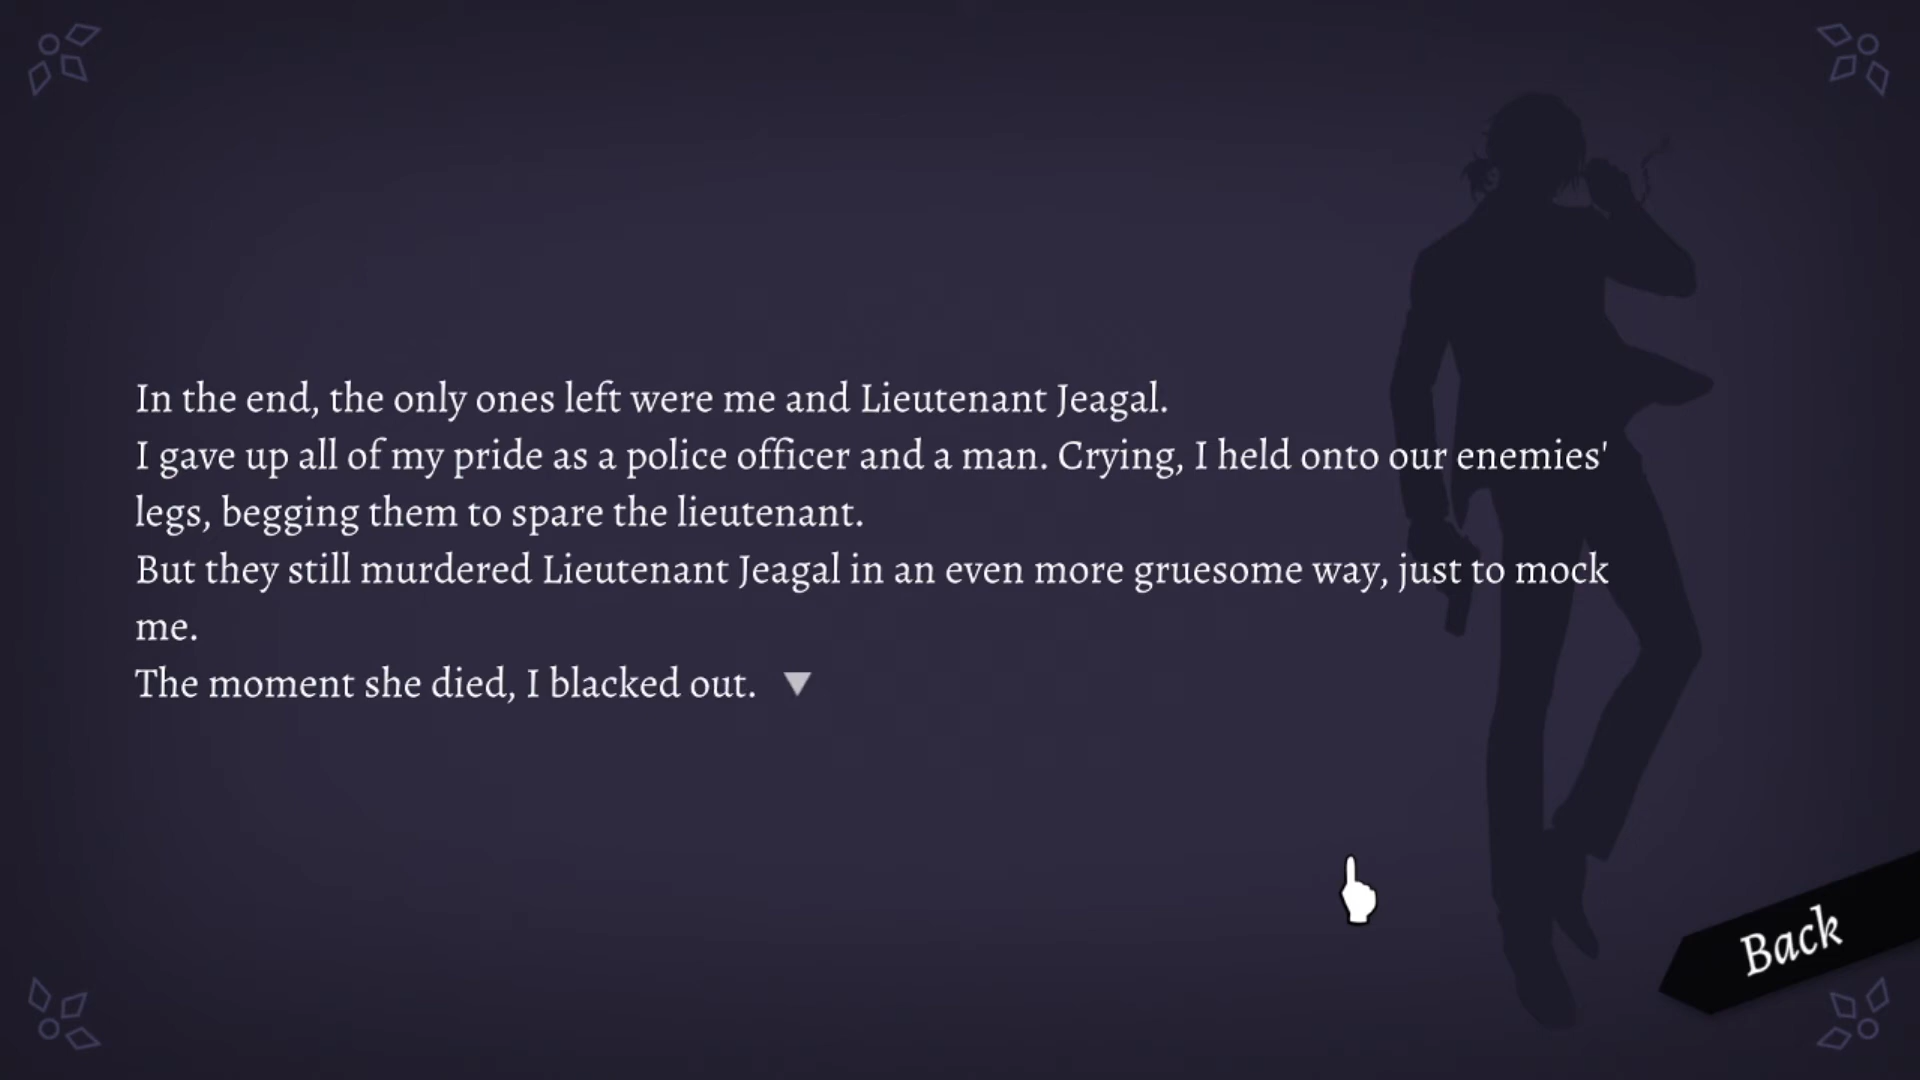 In the end, the only ones left were me and Lieutenant Jeagal.
I gave up all of my pride as a police officer and a man. Crying, I held onto our enemies'
legs, begging them to spare the lieutenant.
But they still murdered Lieutenant Jeagal in an even more gruesome way, just to mock
me.
The moment she died, I blacked out.
Back